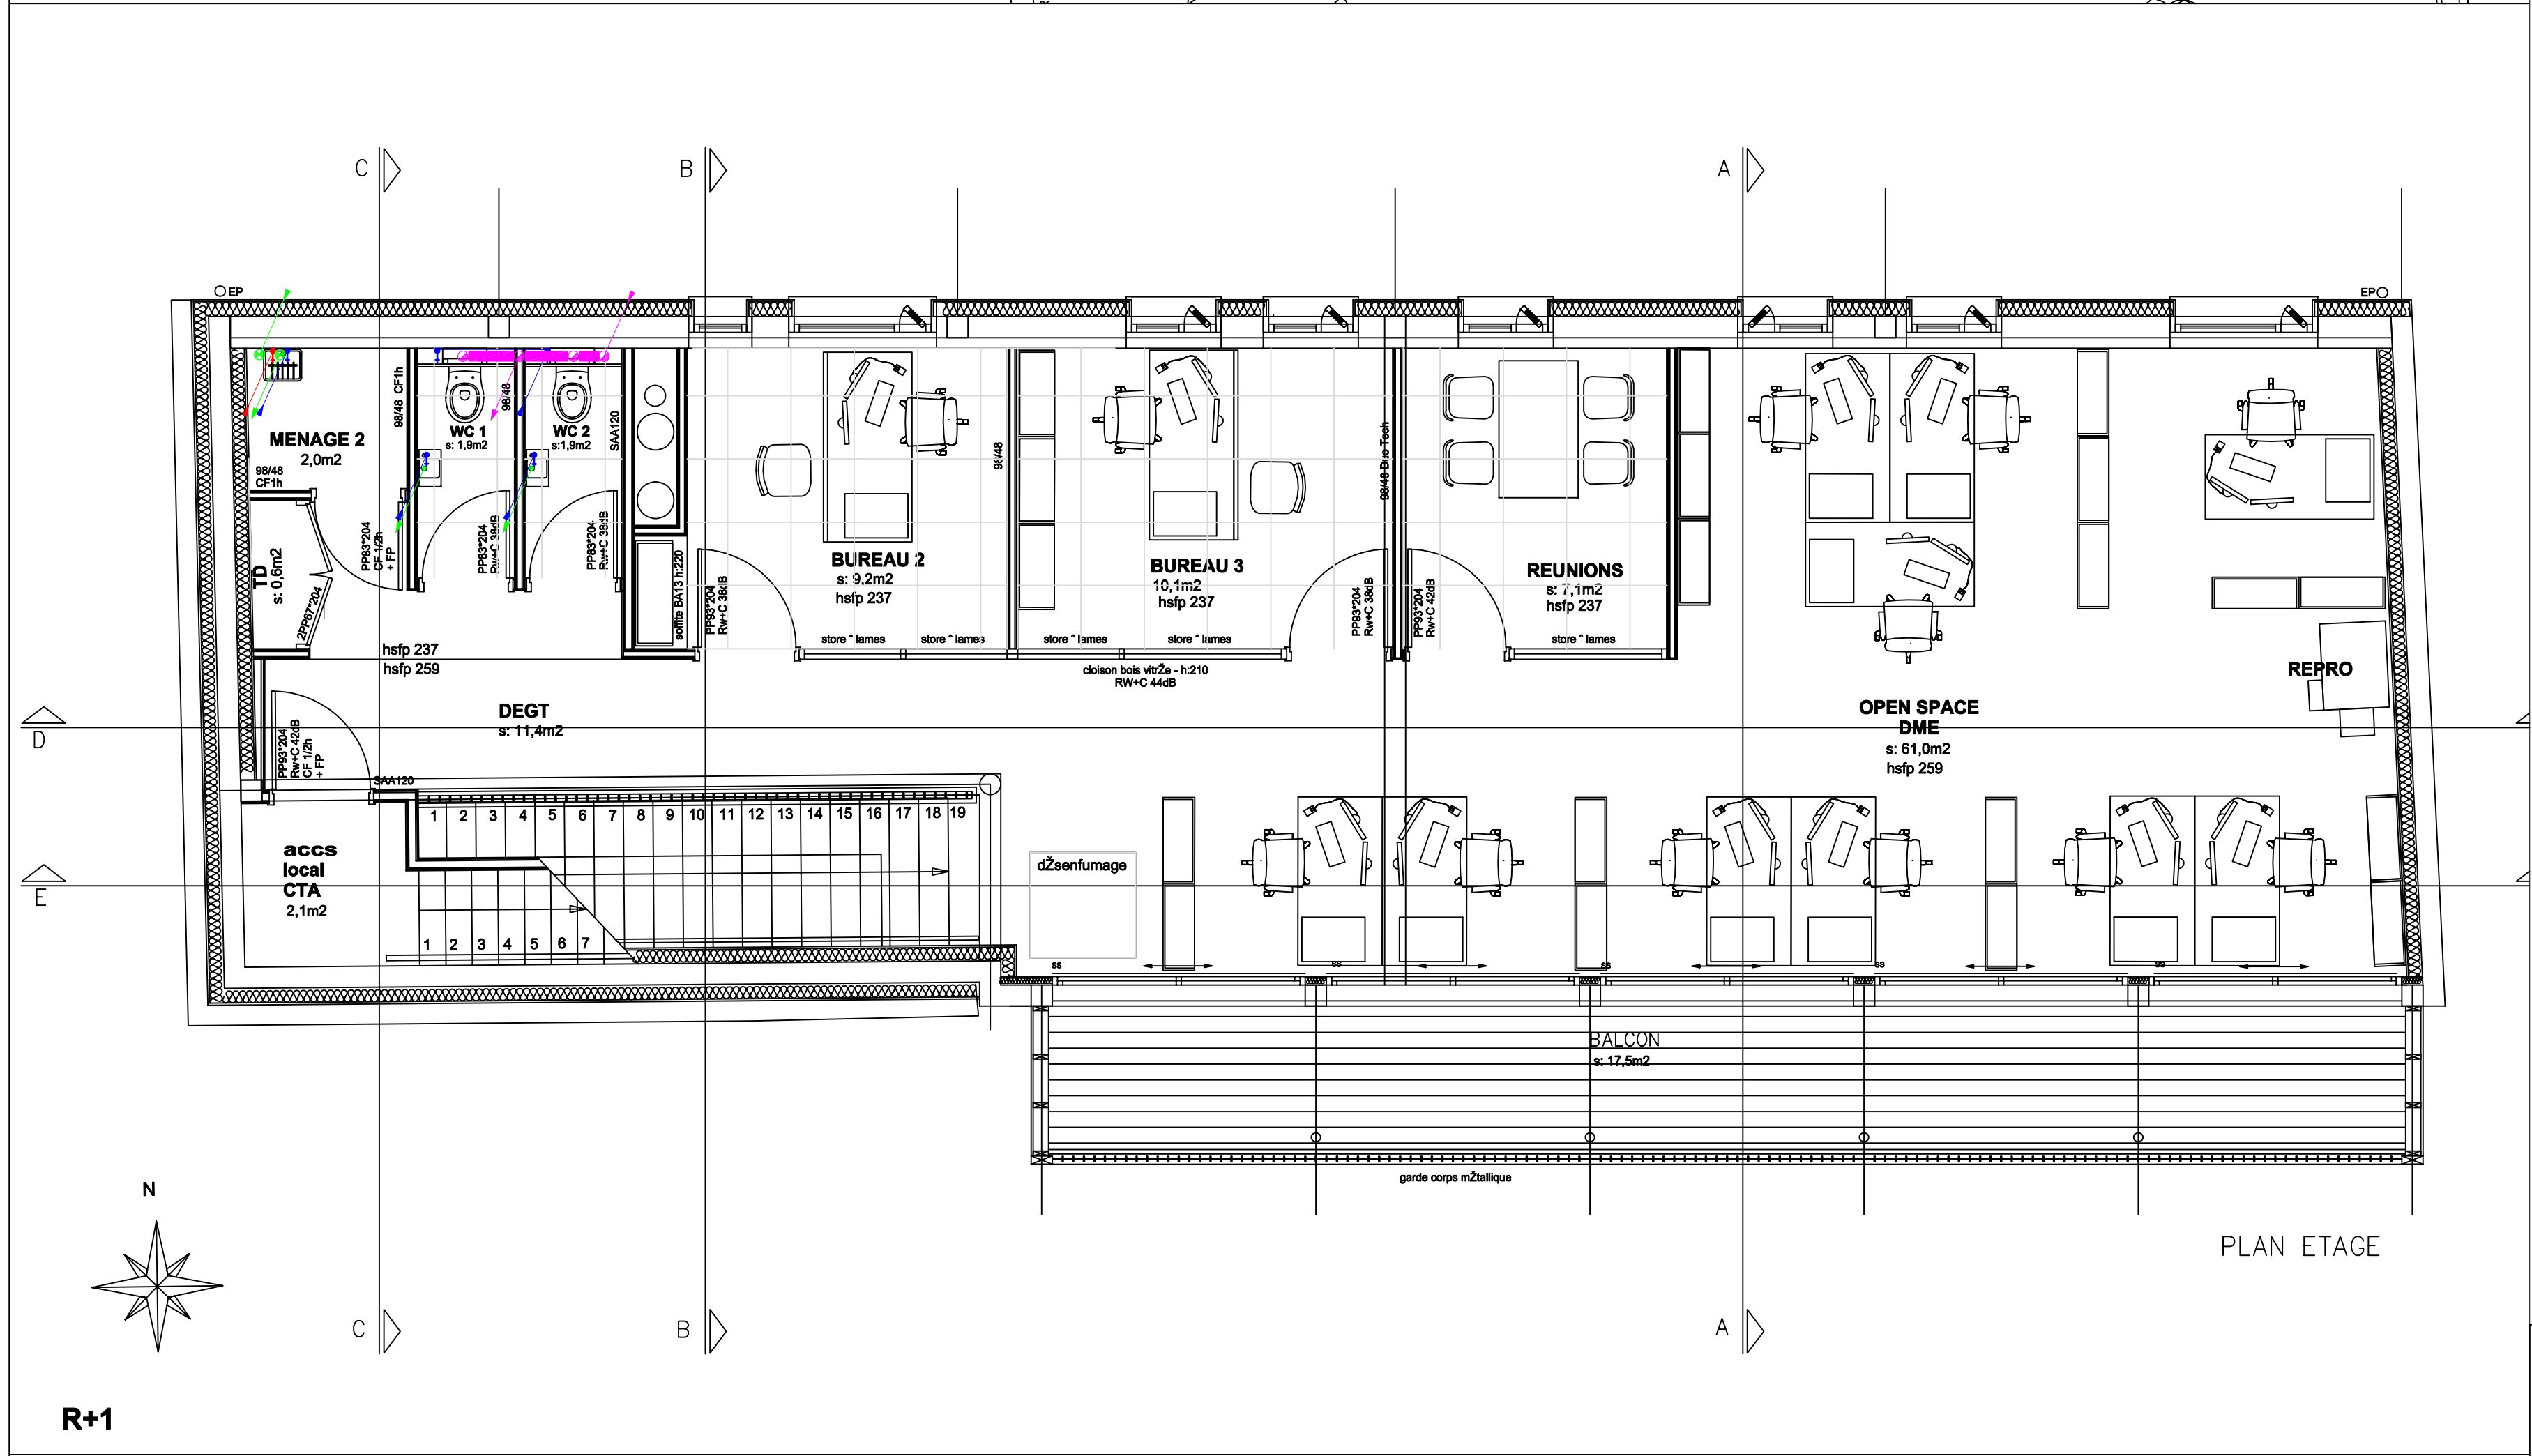 C
B
A
EP
EP
MENAGE 2
2,0m2
98/48
CF1h
98/48 CF1h
WC 1
s: 1,9m2
98/48
WC 2
s:1,9m2
SAA120
98/48
98/48 Duo Tech
TD
s: 0,6m2
2PP67*204
PP83*204
CF 1/2h
+ FP
PP83*204
Rw+C 38dB
PP83*204
Rw+C 38dB
soffite BA13 h:220
PP93*204
Rw+C 38dB
BUREAU 2
s: 9,2m2
hsfp 237
BUREAU 3
10,1m2
hsfp 237
PP93*204
Rw+C 38dB
PP93*204
Rw+C 42dB
REUNIONS
s: 7,1m2
hsfp 237
store ˆ lames
store ˆ lames
store ˆ lames
store ˆ lames
store ˆ lames
hsfp 237
hsfp 259
cloison bois vitrŽe - h:210
RW+C 44dB
REPRO
DEGT
s: 11,4m2
OPEN SPACE
DME
s: 61,0m2
hsfp 259
D
PP93*204
Rw+C 42dB
CF 1/2h
+ FP
SAA120
1 2 3 4 5 6 7 8 9 10 11 12 13 14 15 16 17 18 19
accs
local
CTA
2,1m2
dŽsenfumage
E
1 2 3 4 5 6 7
ss
ss
ss
ss
ss
BALCON
s: 17,5m2
garde corps mŽtallique
N
PLAN ETAGE
C
B
A
R+1